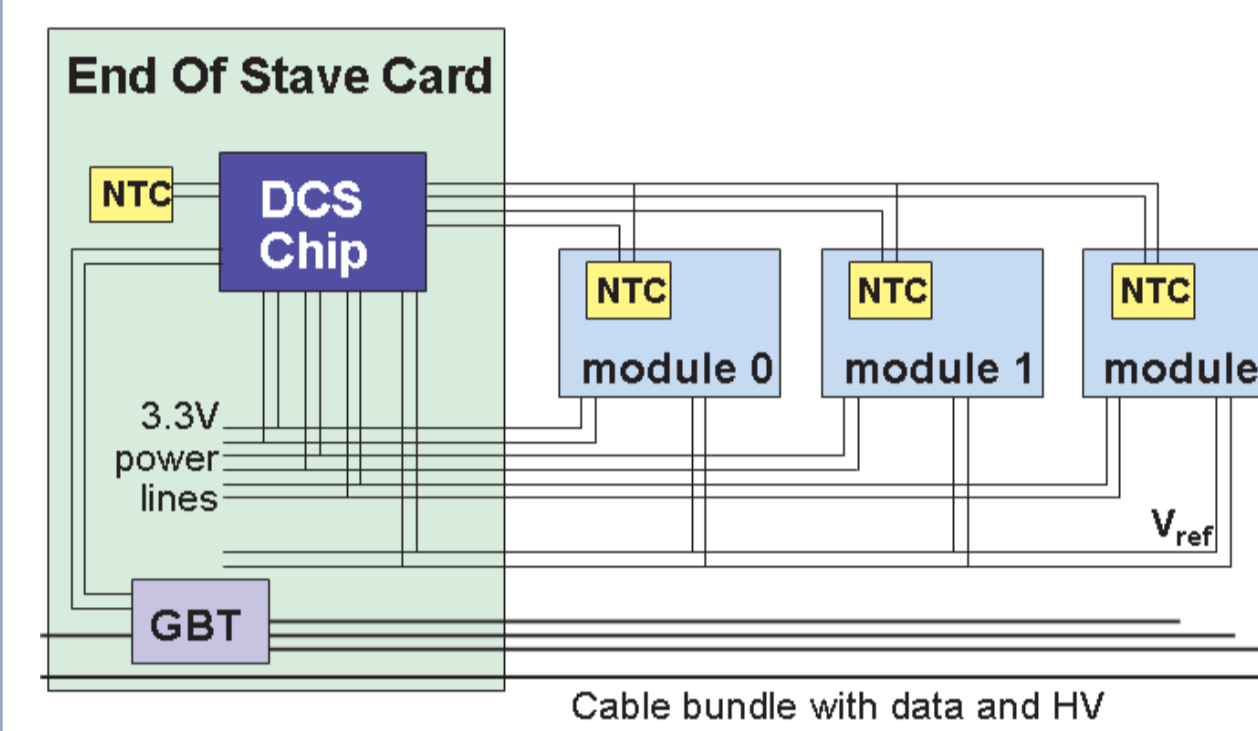 End Of Stave Card
NTC
DCS
Chip
NTC
NTC
NTC
module 0
module 1
module
3.3V
power
lines
Vref
GBT
Cable bundle with data and HV